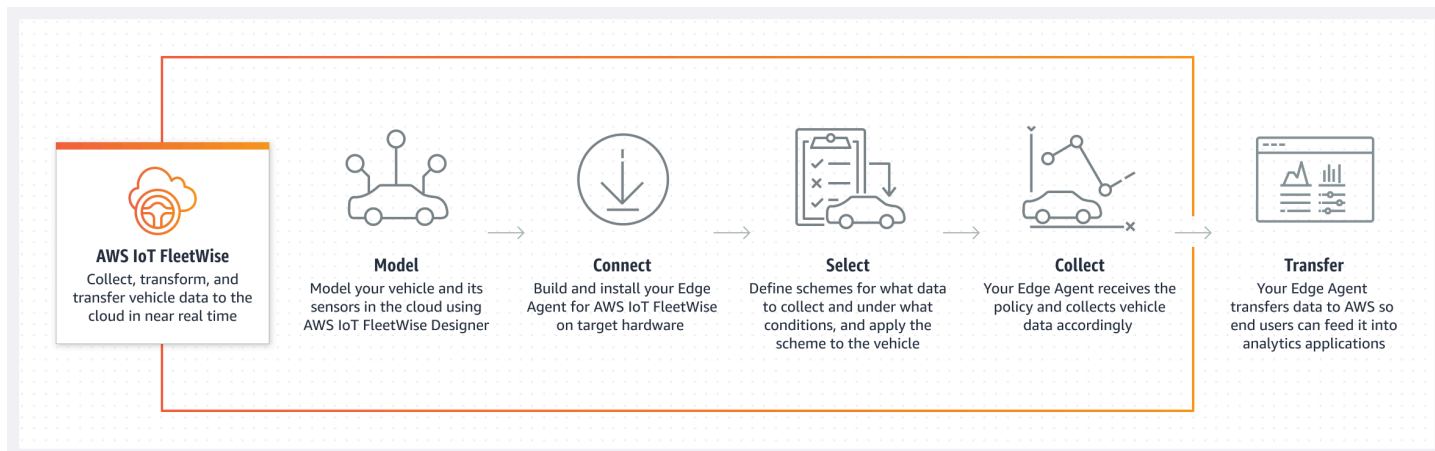 AWS IoT FleetWise
Collect, transform, and
transfer vehicle data to the
cloud in near real time
Model
Model your vehicle and its
sensors in the cloud using
AWS IoT FleetWise Designer
Connect
Build and install your Edge
Agent for AWS IoT FleetWise
on target hardware
Select
Define schemes for what data
to collect and under what
conditions, and apply the
scheme to the vehicle
Collect
Your Edge Agent receives the
policy and collects vehicle
data accordingly
Transfer
Your Edge Agent
transfers data to AWS so
end users can feed it into
analytics applications